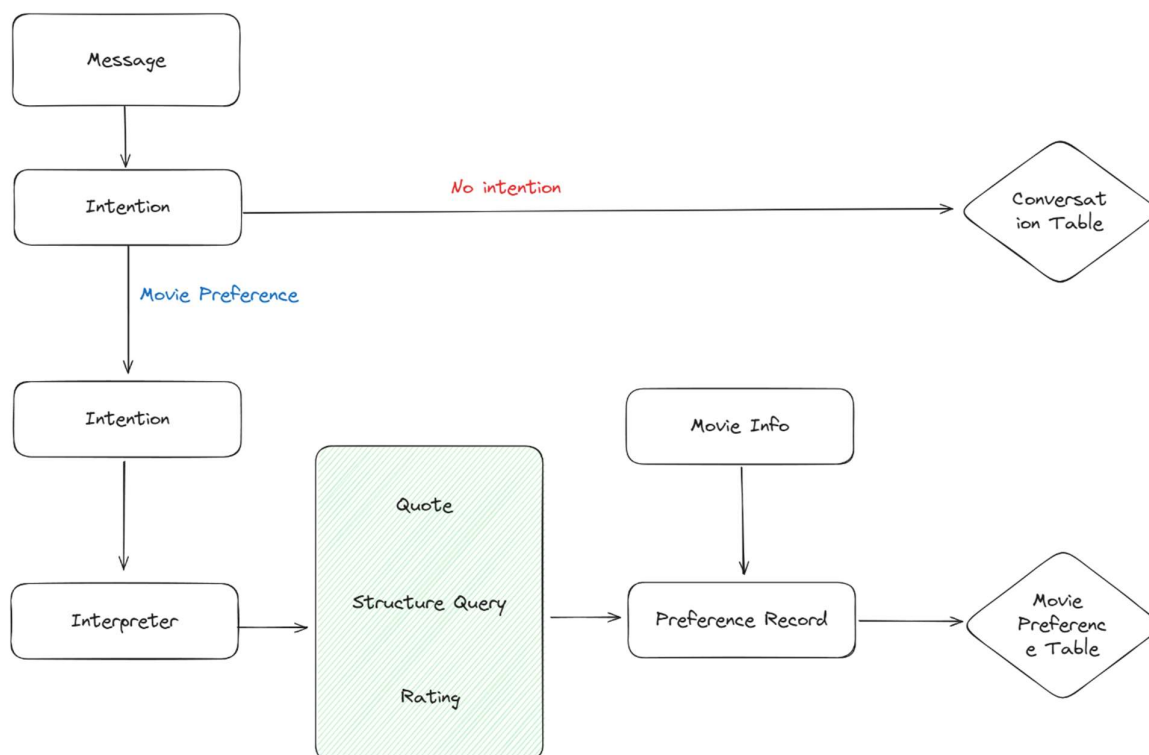 Message
Intention
No intention
Conversat
ion Table
Movie Preference
Intention
Movie Info
Quote
Structure Query
Rating
Interpreter
Preference Record
Movie
Preferenc
e Table